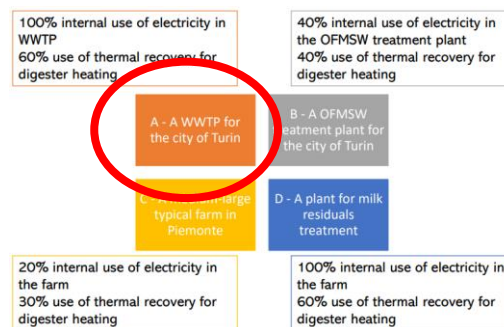 100% internal use of electricity in
WWTP
60% use of thermal recovery for
digester heating
40% internal use of electricity in
the OFMSW treatment plant
40% use of thermal recovery for
digester heating
A - A WWTP for
the city of Turin
B - A OFMSW
treatment plant for
the city of Turin
C - A medium-large
typical farm in
Piemonte
D - A plant for milk
residuals
treatment
20% internal use of electricity in
the farm
30% use of thermal recovery for
digester heating
100% internal use of electricity in
the farm
60% use of thermal recovery for
digester heating